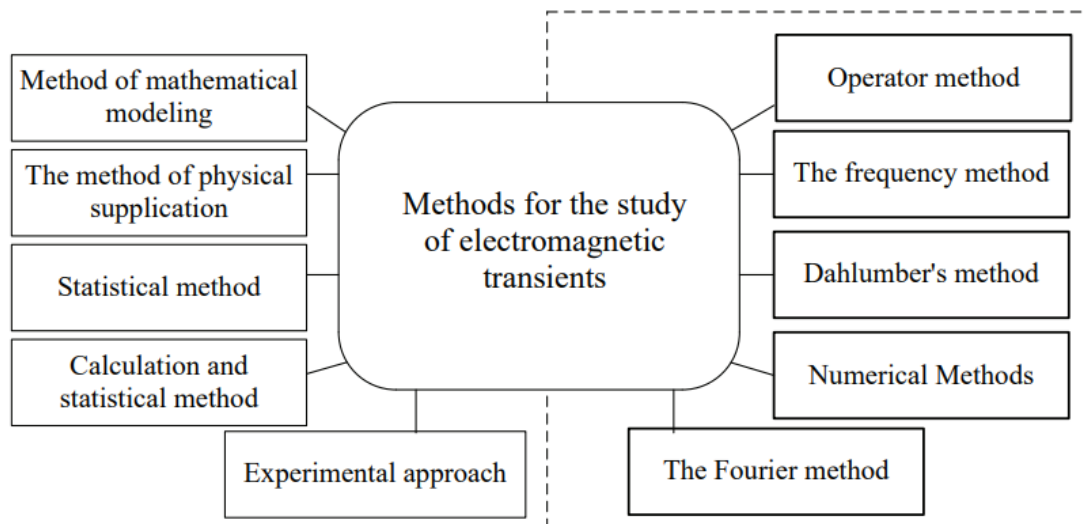 Method of mathematical
modeling
The method of physical
supplication
Statistical method
Calculation and
statistical method
Experimental approach
Methods for the study
of electromagnetic
transients
Operator method
The frequency method
Dahlumber's method
Numerical Methods
The Fourier method